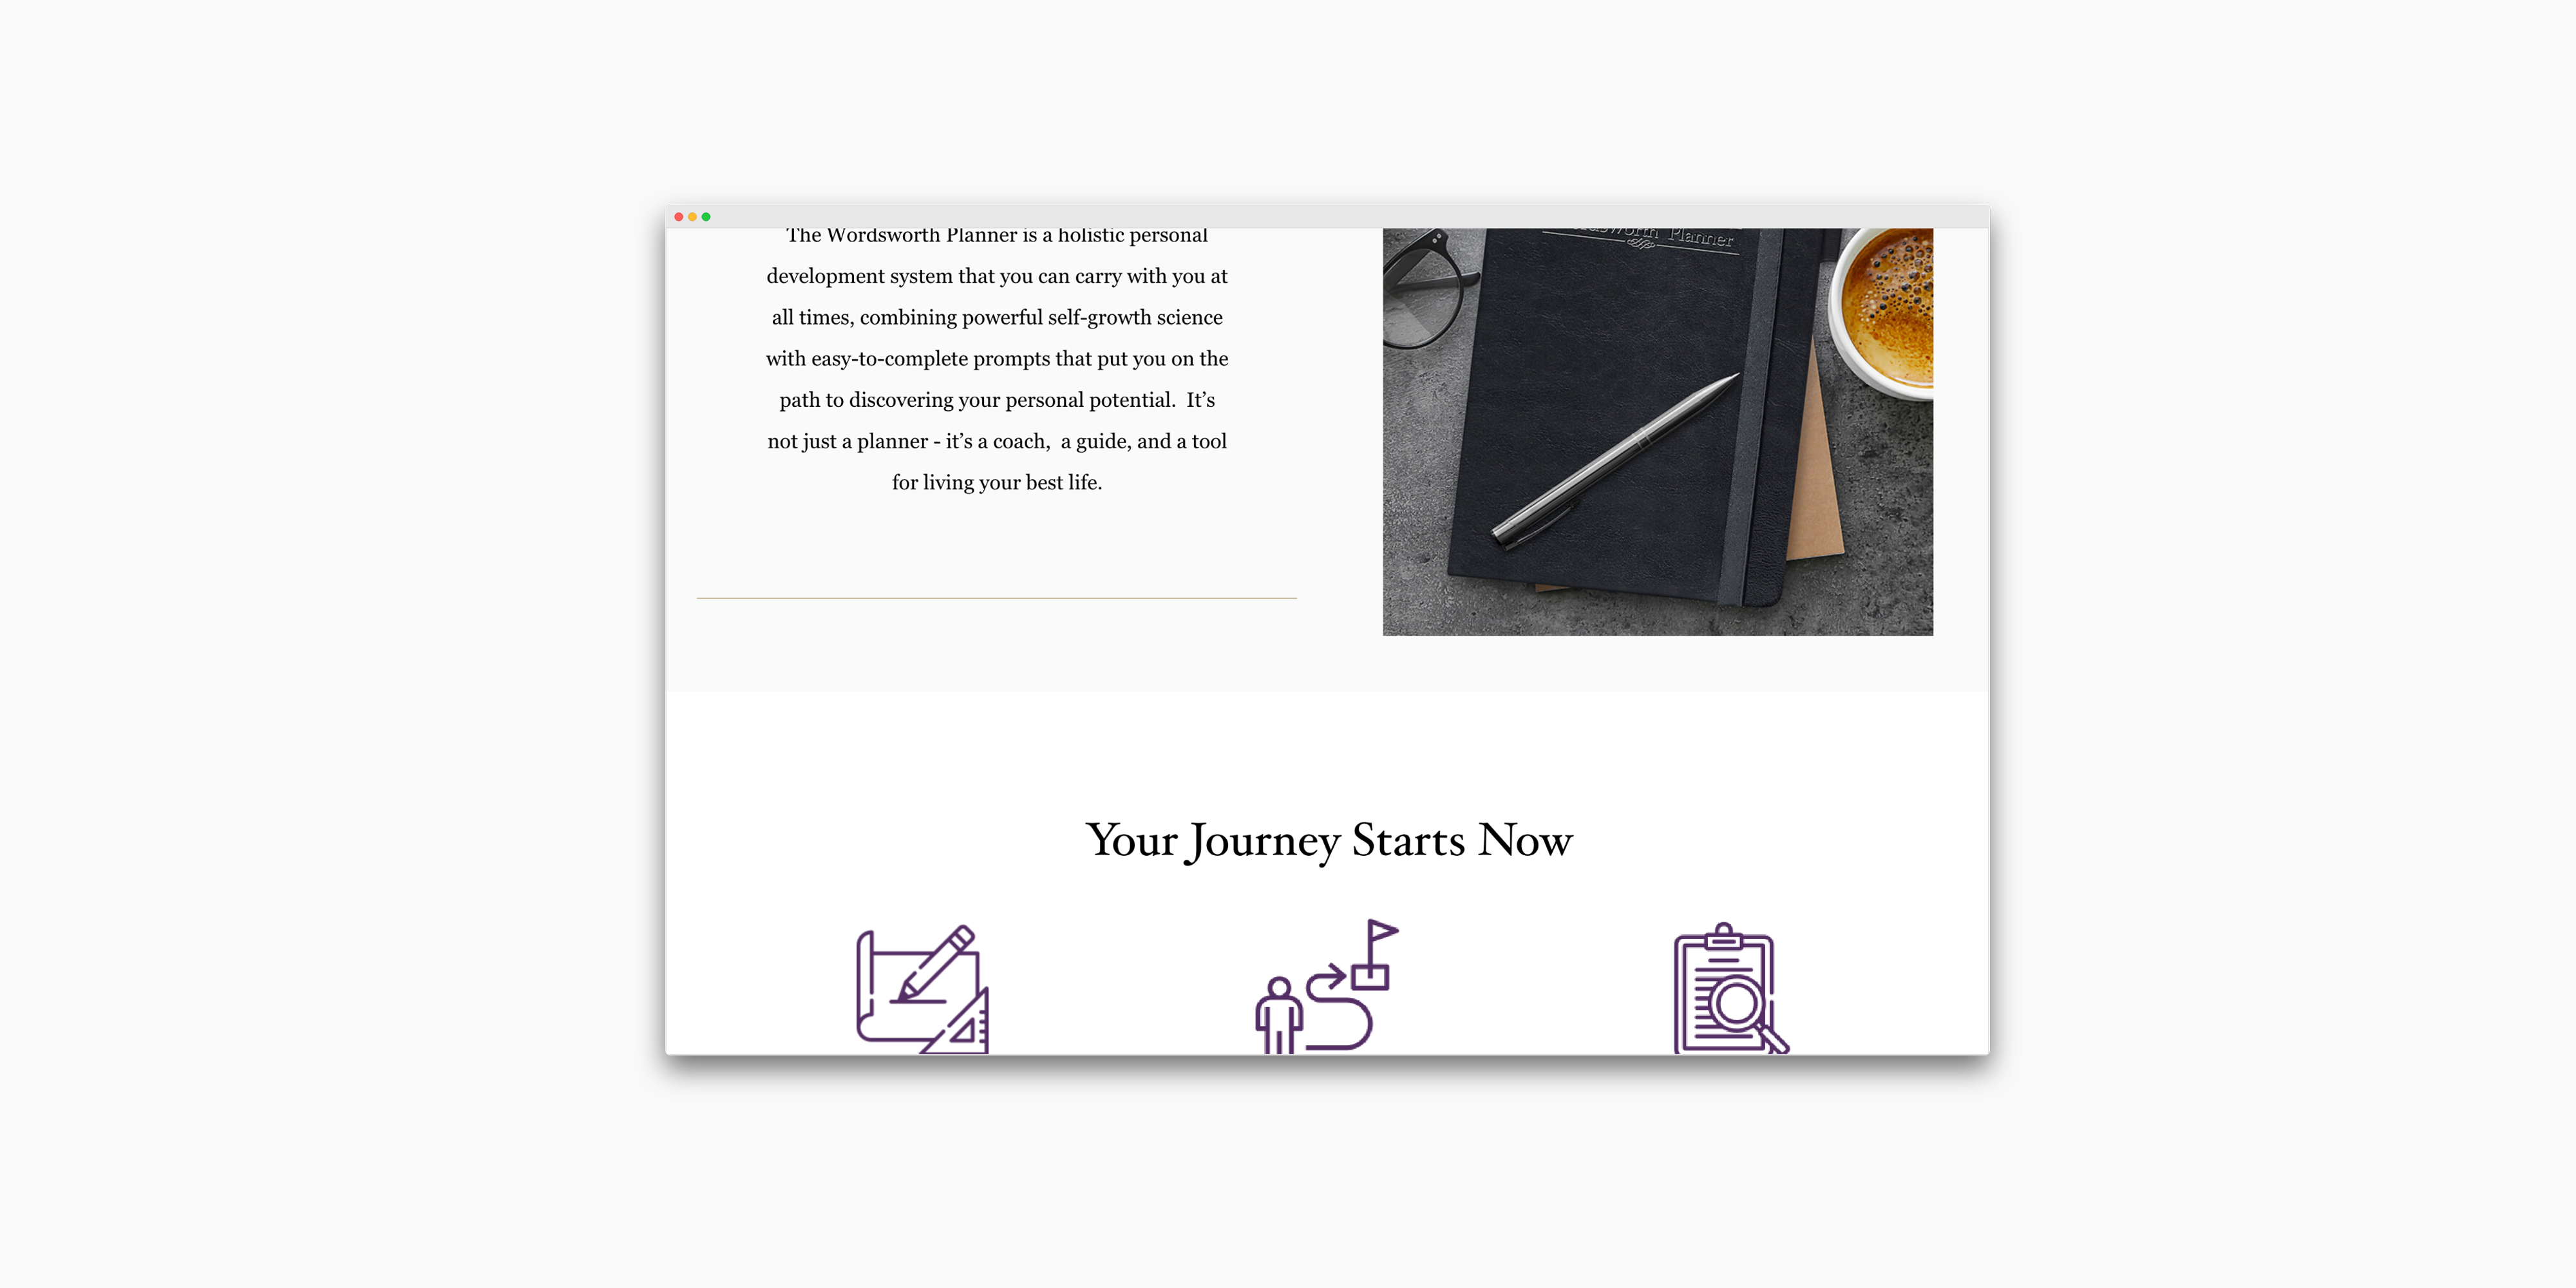 The Wordsworth Planner is a holistic personal
development system that you can carry with you at
all times, combining powerful self-growth science
with easy-to-complete prompts that put you on the
path to discovering your personal potential.  It’s
not just a planner - it’s a coach,  a guide, and a tool
for living your best life.
Planner
Your Journey Starts Now